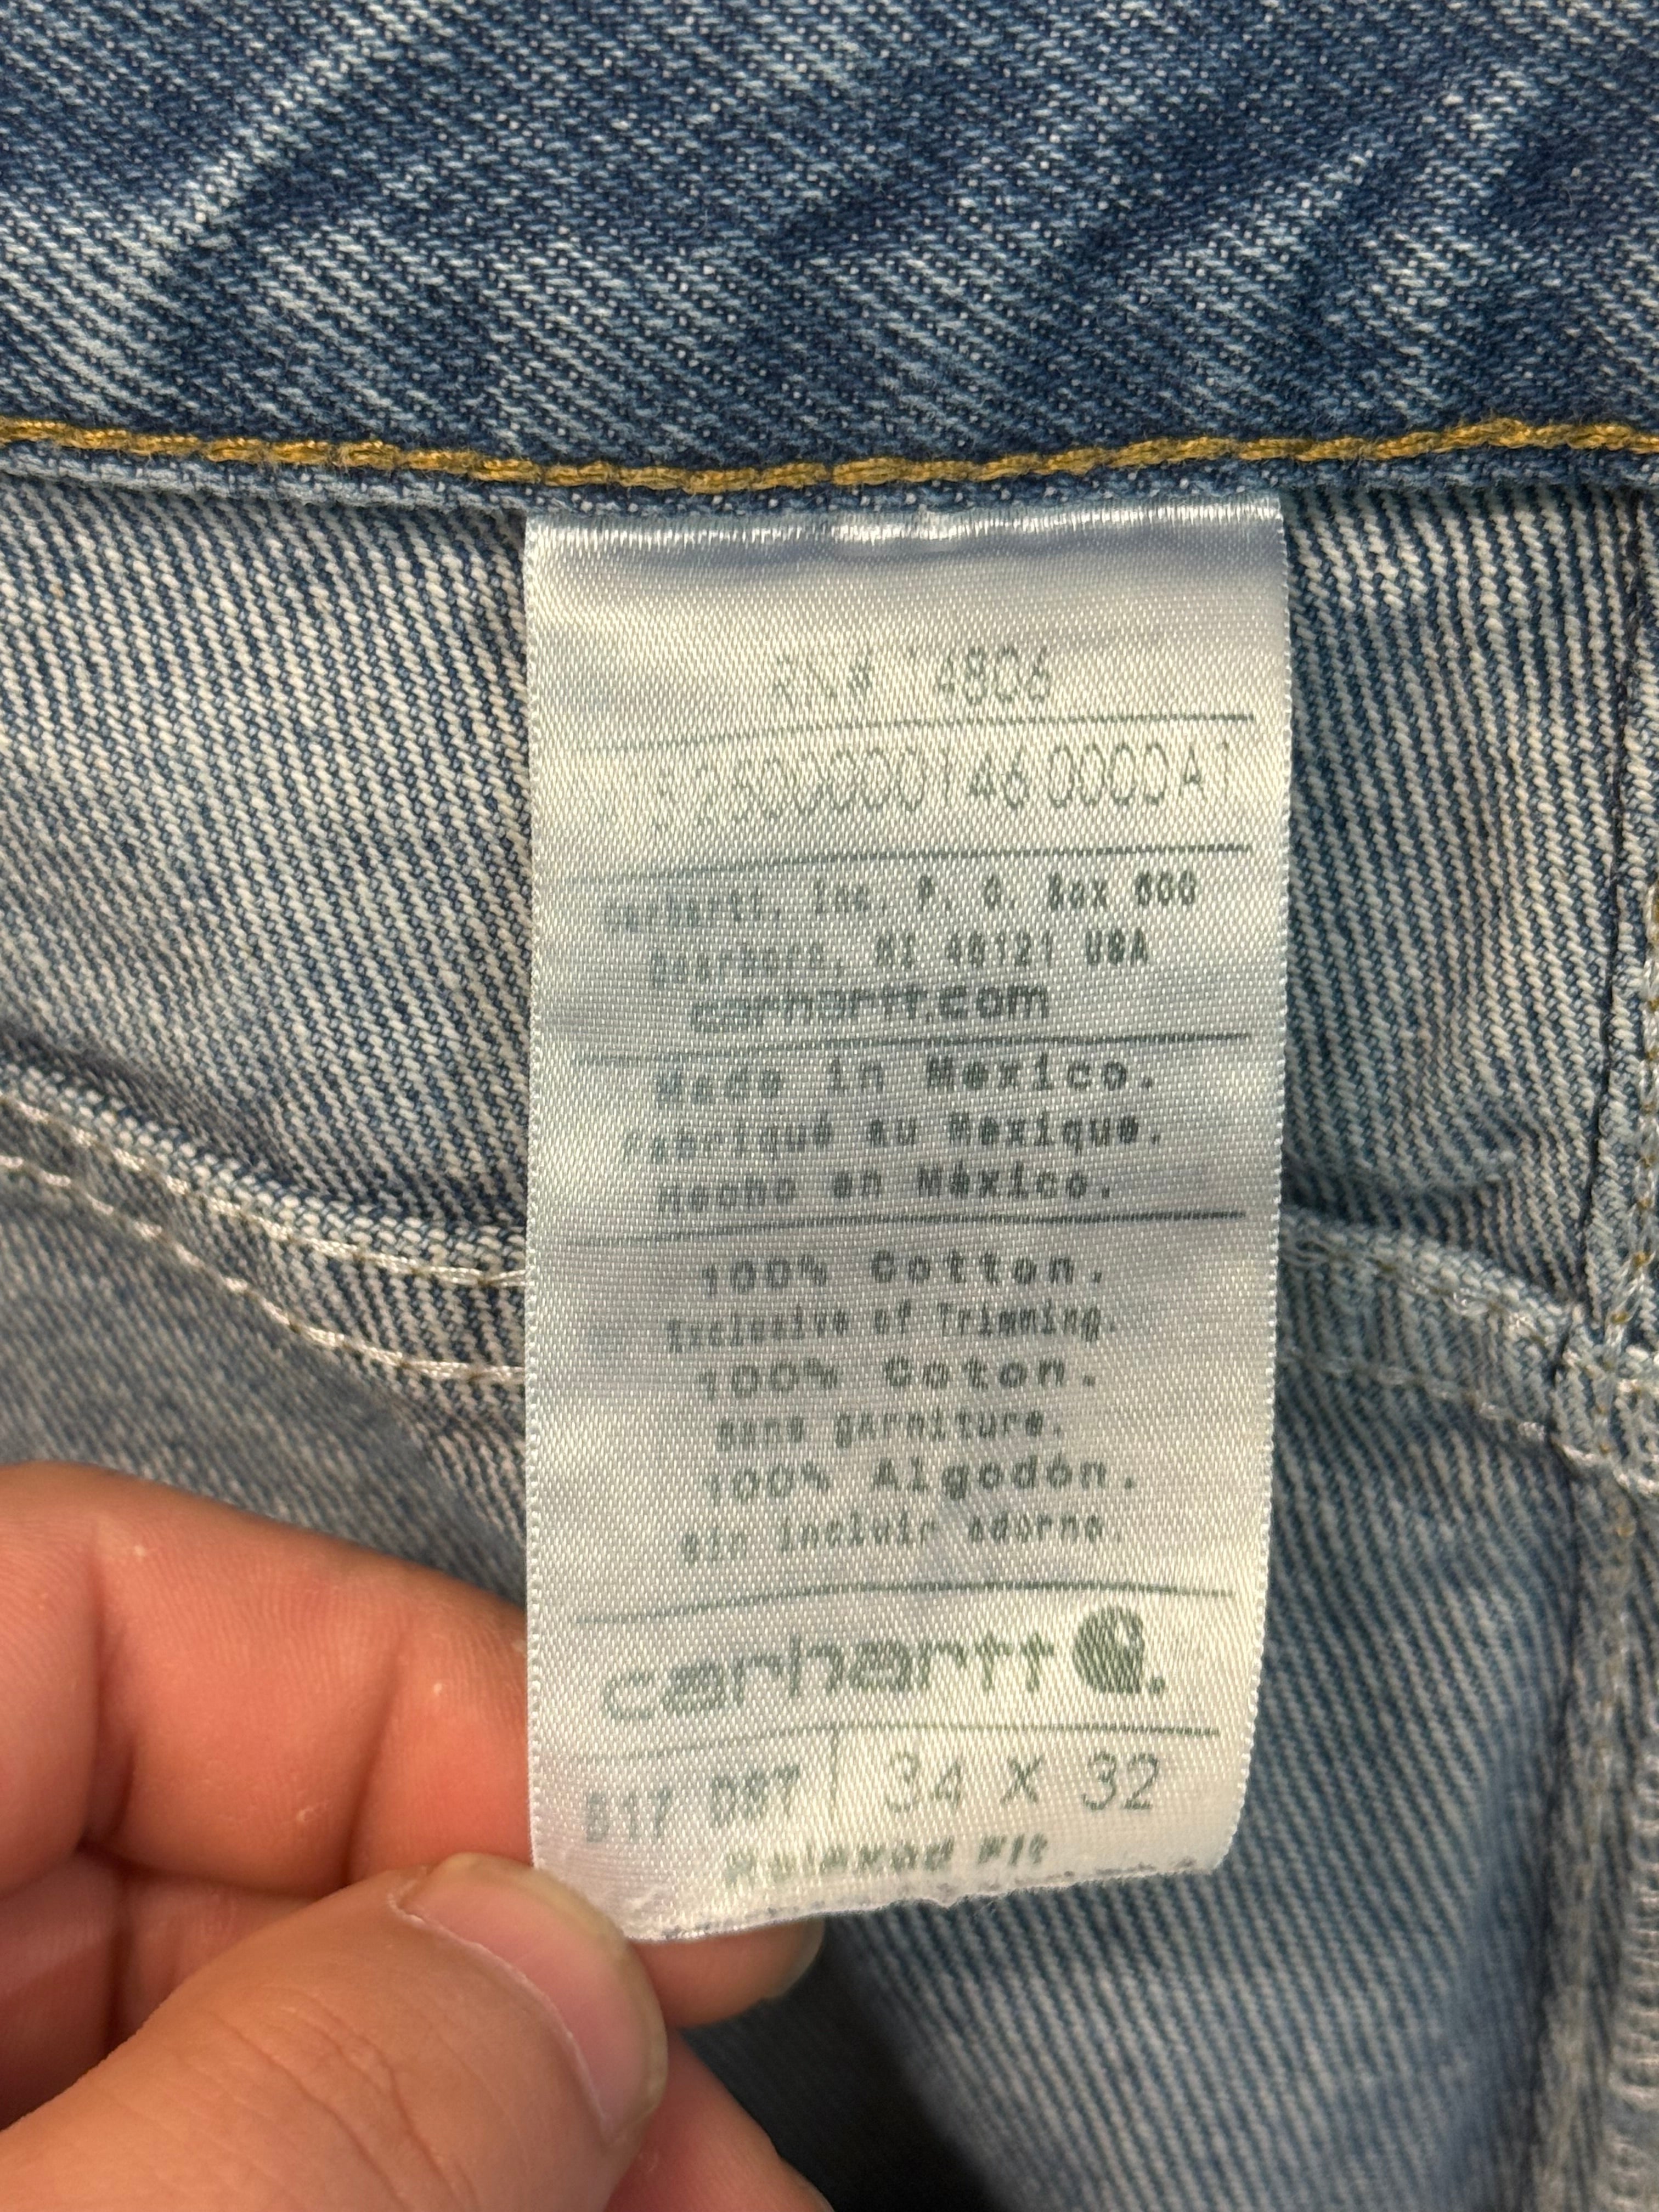 RN# 14806
Carhartt, Inc. P. O. Box 600
Dearborn, MI 48121 USA
carhartt.com
Made in Mexico.
Fabriqué au Mexique.
Hecho en México.
100% Cotton.
Exclusive of Trimming.
100% Coton.
sans garniture.
100% Algodón.
Sin incluir adorno.
carhartt
B17 DST 34 X 32
Relaxed Fit